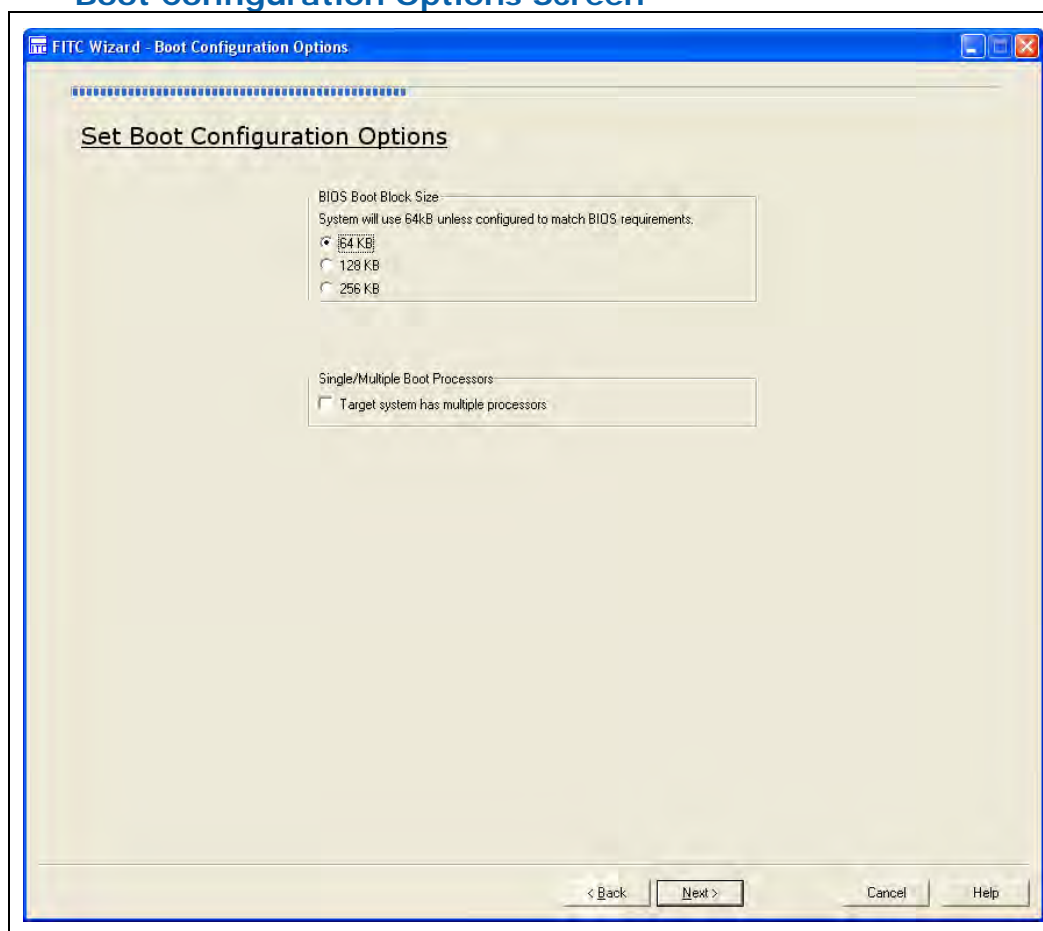 Boot Configuration Options Screen
FITC Wizard - Boot Configuration Options
Set Boot Configuration Options
BIOS Boot Block Size
System will use 64kB unless configured to match BIOS requirements.
64 KB
128 KB
256 KB
Single/Multiple Boot Processors
Target system has multiple processors
< Back
Next >
Cancel
Help